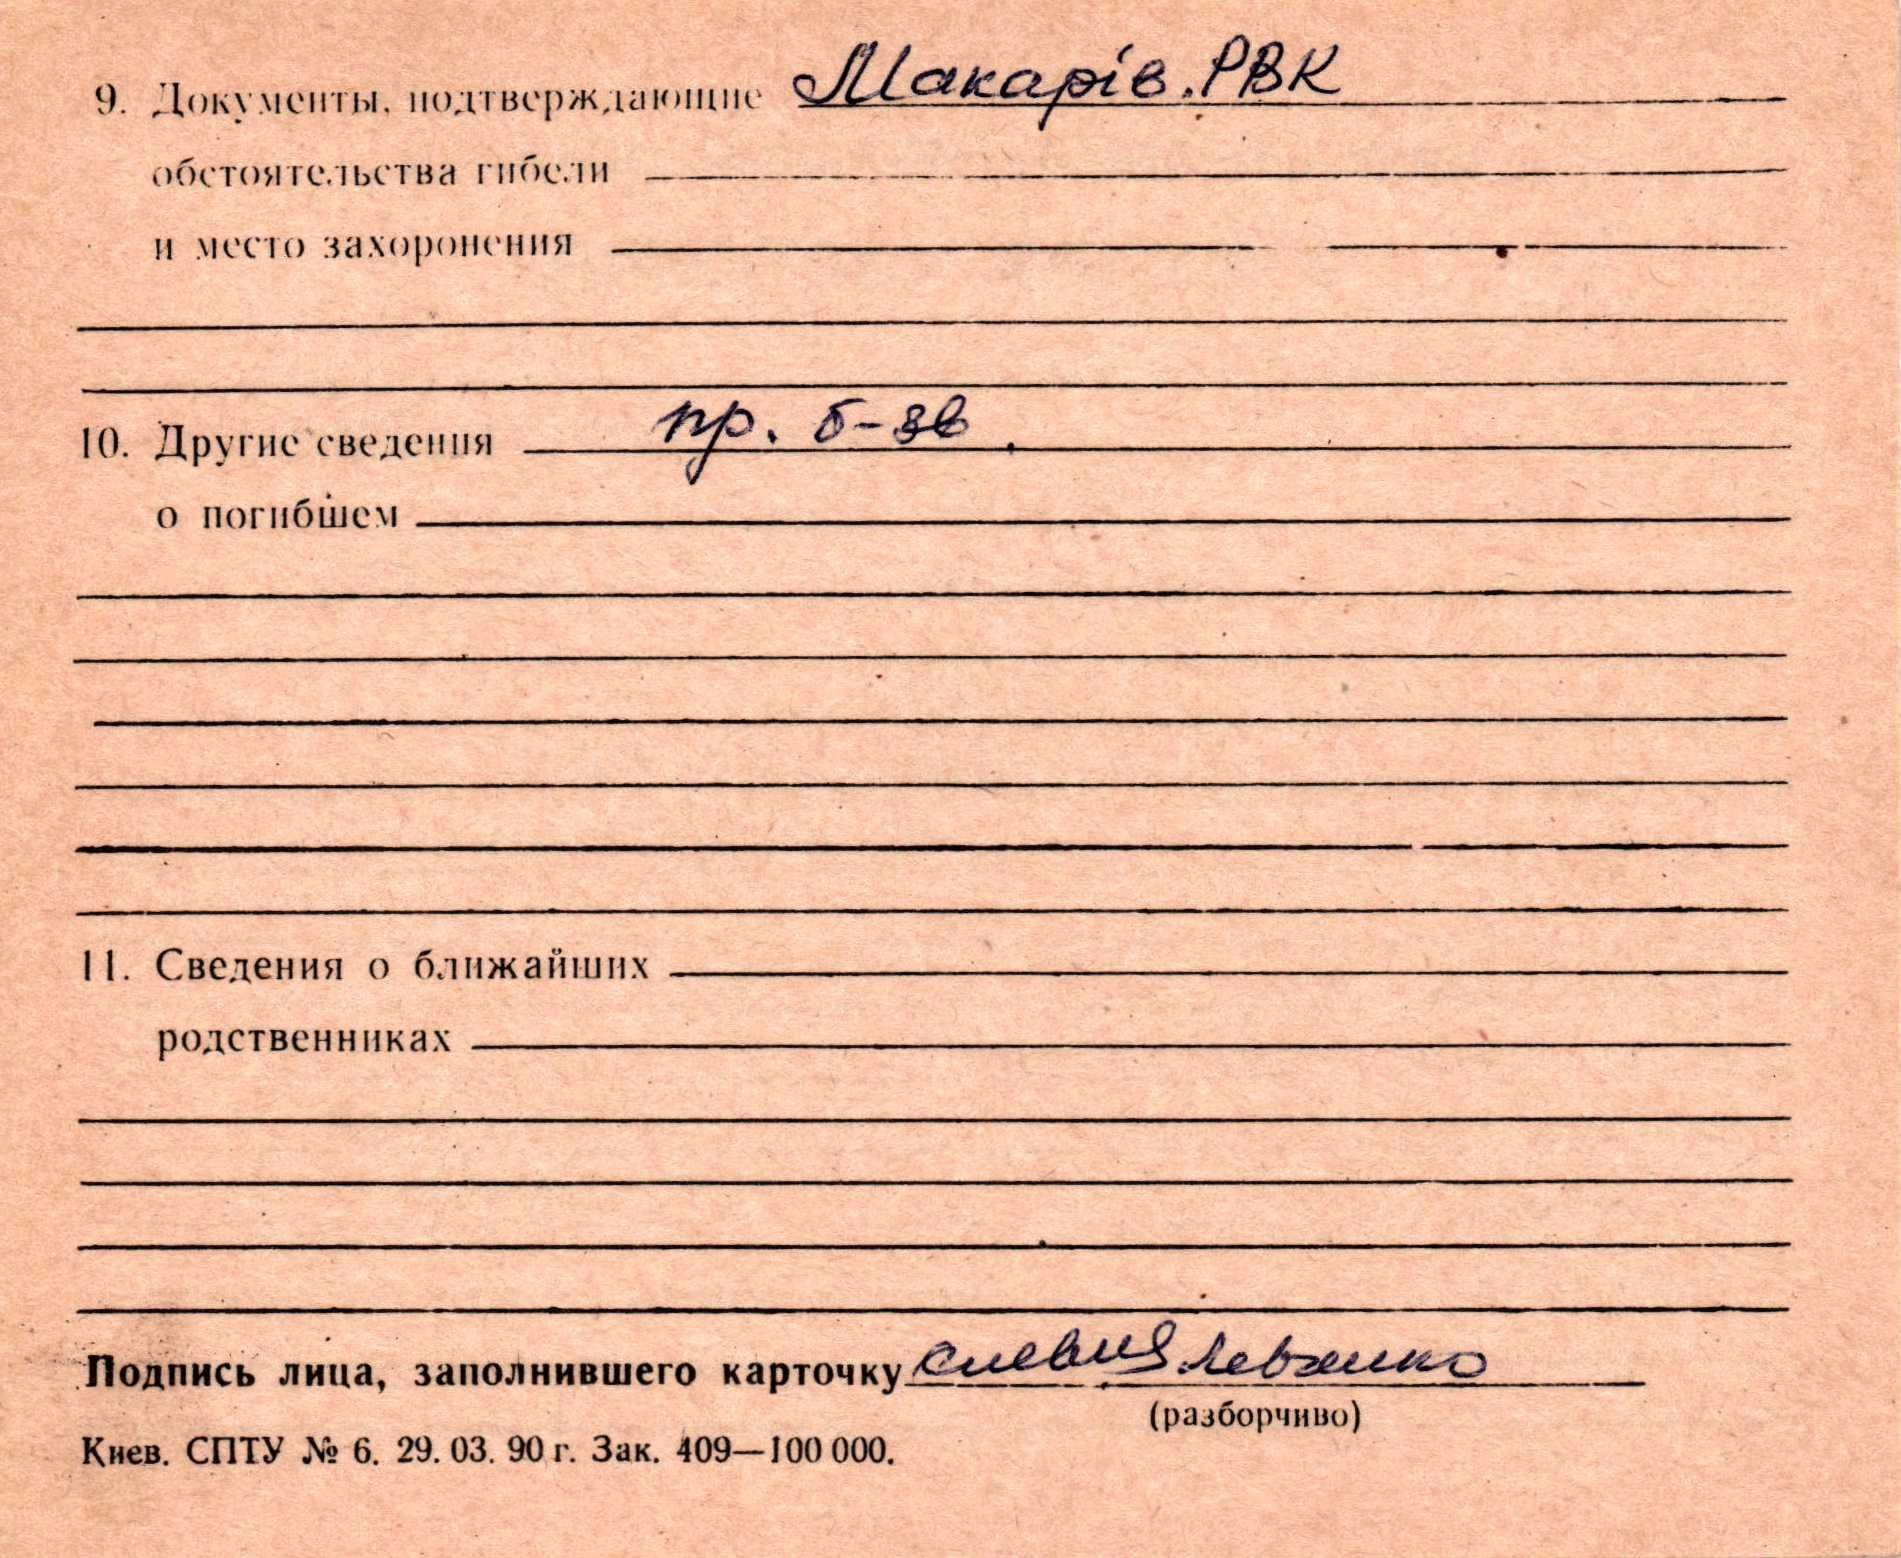 9. Документы, подтверждающие Макарів. РВК
обстоятельства гибели
и место захоронения
10. Другие сведения пр. б-зв.
о погибшем
11. Сведения о ближайших
родственниках
Подпись лица, заполнившего карточку
(разборчиво)
Киев. СПТУ № 6. 29. 03. 90 г. Зак. 409—100 000.